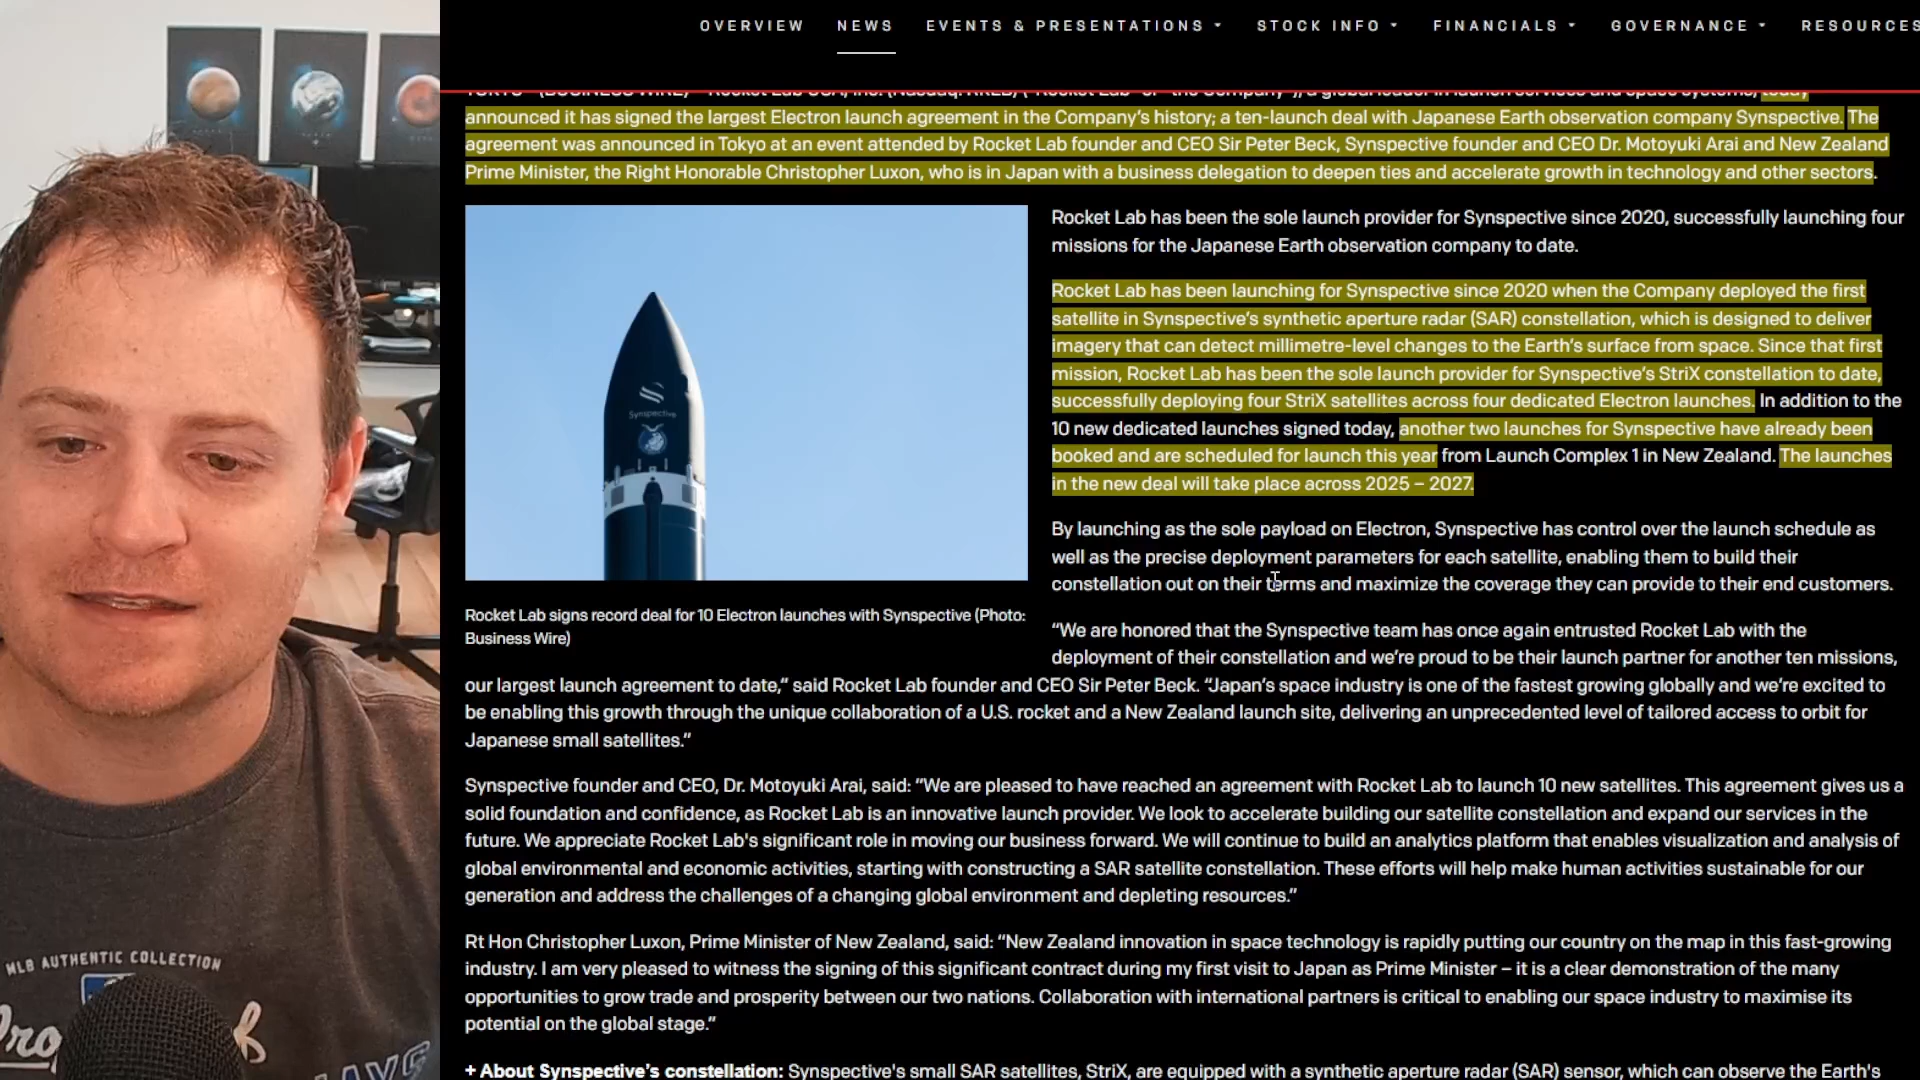 OVERVIEW NEWS EVENTS & PRESENTATIONS STOCK INFO FINANCIALS GOVERNANCE RESOURCES
today
announced it has signed the largest Electron launch agreement in the Company's history; a ten-launch deal with Japanese Earth observation company Synspective. The
agreement was announced in Tokyo at an event attended by Rocket Lab founder and CEO Sir Peter Beck, Synspective founder and CEO Dr. Motoyuki Arai and New Zealand
Prime Minister, the Right Honorable Christopher Luxon, who is in Japan with a business delegation to deepen ties and accelerate growth in technology and other sectors.
Synspective
Rocket Lab signs record deal for 10 Electron launches with Synspective (Photo:
Business Wire)
Rocket Lab has been the sole launch provider for Synspective since 2020, successfully launching four
missions for the Japanese Earth observation company to date.
Rocket Lab has been launching for Synspective since 2020 when the Company deployed the first
satellite in Synspective's synthetic aperture radar (SAR) constellation, which is designed to deliver
imagery that can detect millimetre-level changes to the Earth's surface from space. Since that first
mission, Rocket Lab has been the sole launch provider for Synspective's StriX constellation to date,
successfully deploying four StriX satellites across four dedicated Electron launches. In addition to the
10 new dedicated launches signed today, another two launches for Synspective have already been
booked and are scheduled for launch this year from Launch Complex 1 in New Zealand. The launches
in the new deal will take place across 2025 – 2027.
By launching as the sole payload on Electron, Synspective has control over the launch schedule as
well as the precise deployment parameters for each satellite, enabling them to build their
constellation out on their terms and maximize the coverage they can provide to their end customers.
“We are honored that the Synspective team has once again entrusted Rocket Lab with the
deployment of their constellation and we're proud to be their launch partner for another ten missions,
our largest launch agreement to date,” said Rocket Lab founder and CEO Sir Peter Beck. “Japan's space industry is one of the fastest growing globally and we're excited to
be enabling this growth through the unique collaboration of a U.S. rocket and a New Zealand launch site, delivering an unprecedented level of tailored access to orbit for
Japanese small satellites.”
Synspective founder and CEO, Dr. Motoyuki Arai, said: “We are pleased to have reached an agreement with Rocket Lab to launch 10 new satellites. This agreement gives us a
solid foundation and confidence, as Rocket Lab is an innovative launch provider. We look to accelerate building our satellite constellation and expand our services in the
future. We appreciate Rocket Lab's significant role in moving our business forward. We will continue to build an analytics platform that enables visualization and analysis of
global environmental and economic activities, starting with constructing a SAR satellite constellation. These efforts will help make human activities sustainable for our
generation and address the challenges of a changing global environment and depleting resources.”
Rt Hon Christopher Luxon, Prime Minister of New Zealand, said: “New Zealand innovation in space technology is rapidly putting our country on the map in this fast-growing
industry. I am very pleased to witness the signing of this significant contract during my first visit to Japan as Prime Minister – it is a clear demonstration of the many
opportunities to grow trade and prosperity between our two nations. Collaboration with international partners is critical to enabling our space industry to maximise its
potential on the global stage.”
+ About Synspective's constellation: Synspective's small SAR satellites, StriX, are equipped with a synthetic aperture radar (SAR) sensor, which can observe the Earth's
MLB AUTHENTIC COLLECTION